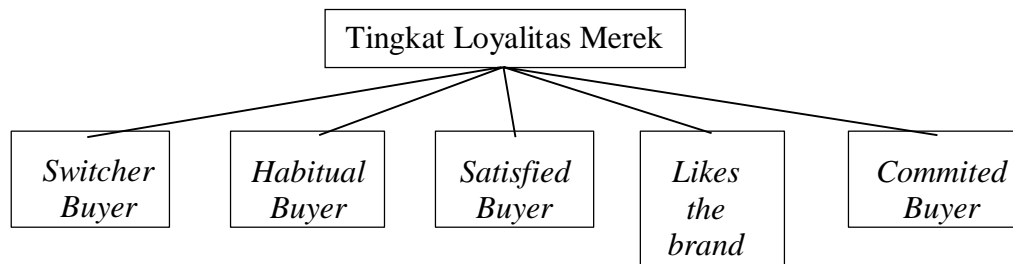 Tingkat Loyalitas Merek
Switcher
Buyer
Habitual
Buyer
Satisfied
Buyer
Likes
the
brand
Commited
Buyer